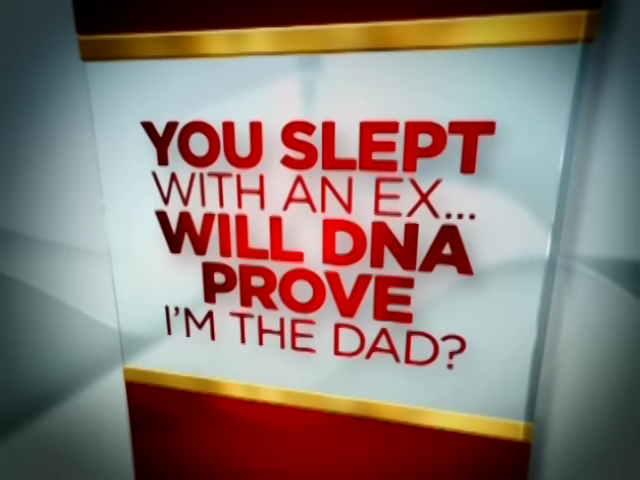 YOU SLEPT
WITH AN EX...
WILL DNA
PROVE
I'M THE DAD?